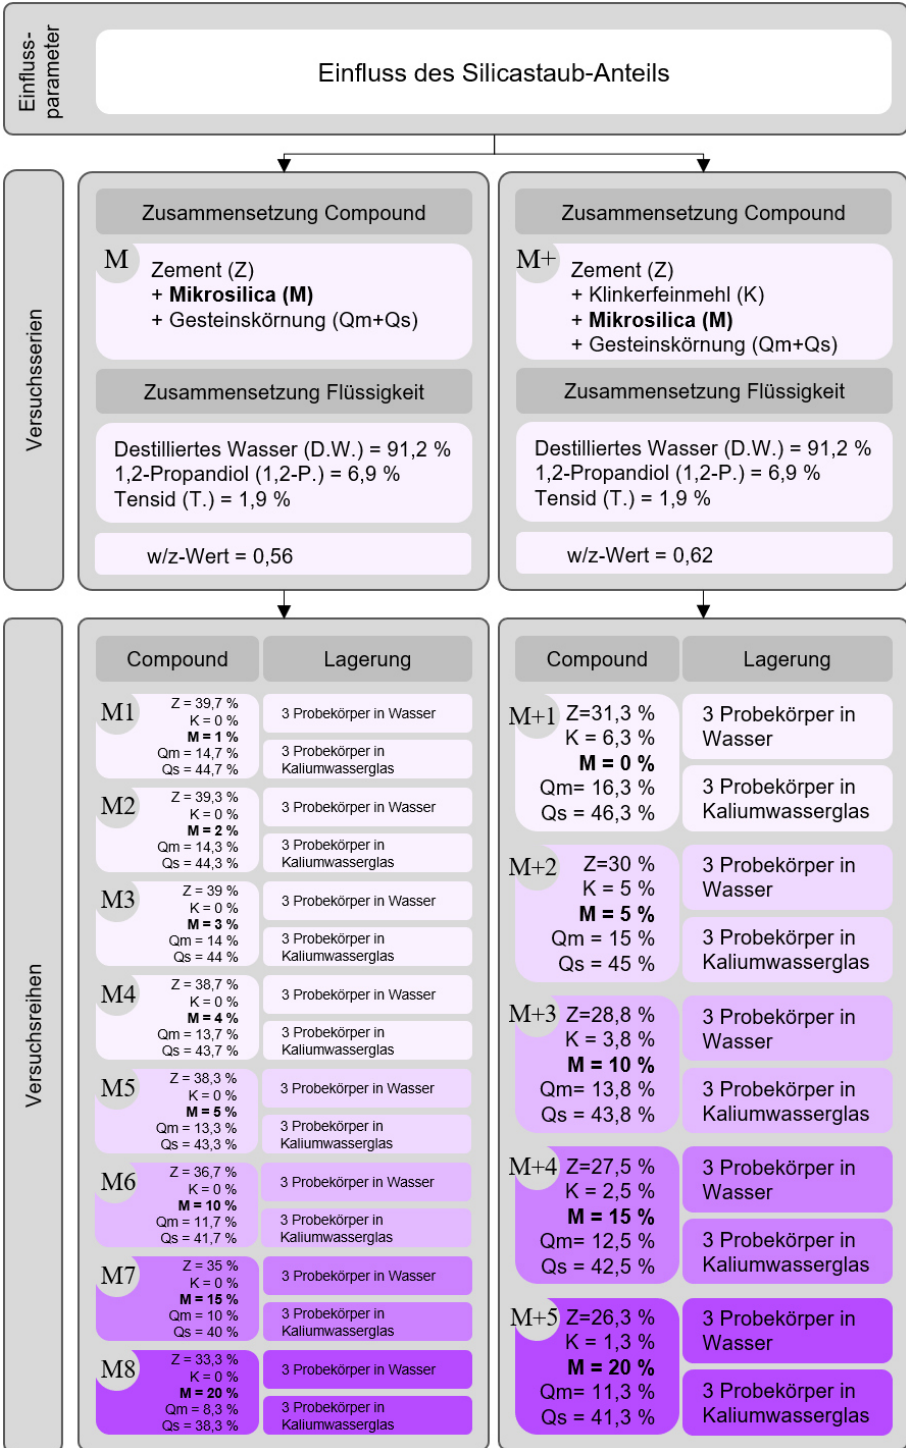 Einfluss-
parameter
Einfluss des Silicastaub-Anteils
Versuchsserien
Zusammensetzung Compound
M
Zement (Z)
+ Mikrosilica (M)
+ Gesteinskörnung (Qm+Qs)
Zusammensetzung Flüssigkeit
Destilliertes Wasser (D.W.) = 91,2 %
1,2-Propandiol (1,2-P.) = 6,9 %
Tensid (T.) = 1,9 %
w/z-Wert = 0,56
Zusammensetzung Compound
M+
Zement (Z)
+ Klinkerfeinmehl (K)
+ Mikrosilica (M)
+ Gesteinskörnung (Qm+Qs)
Zusammensetzung Flüssigkeit
Destilliertes Wasser (D.W.) = 91,2 %
1,2-Propandiol (1,2-P.) = 6,9 %
Tensid (T.) = 1,9 %
w/z-Wert = 0,62
Versuchsreihen
Compound
Lagerung
M1
Z = 39,7 %
K = 0 %
M = 1 %
Qm = 14,7 %
Qs = 44,7 %
3 Probekörper in Wasser
3 Probekörper in
Kaliumwasserglas
M2
Z = 39,3 %
K = 0 %
M = 2 %
Qm = 14,3 %
Qs = 44,3 %
3 Probekörper in Wasser
3 Probekörper in
Kaliumwasserglas
M3
Z = 39 %
K = 0 %
M = 3 %
Qm = 14 %
Qs = 44 %
3 Probekörper in Wasser
3 Probekörper in
Kaliumwasserglas
M4
Z = 38,7 %
K = 0 %
M = 4 %
Qm = 13,7 %
Qs = 43,7 %
3 Probekörper in Wasser
3 Probekörper in
Kaliumwasserglas
M5
Z = 38,3 %
K = 0 %
M = 5 %
Qm = 13,3 %
Qs = 43,3 %
3 Probekörper in Wasser
3 Probekörper in
Kaliumwasserglas
M6
Z = 36,7 %
K = 0 %
M = 10 %
Qm = 11,7 %
Qs = 41,7 %
3 Probekörper in Wasser
3 Probekörper in
Kaliumwasserglas
M7
Z = 35 %
K = 0 %
M = 15 %
Qm = 10 %
Qs = 40 %
3 Probekörper in Wasser
3 Probekörper in
Kaliumwasserglas
M8
Z = 33,3 %
K = 0 %
M = 20 %
Qm = 8,3 %
Qs = 38,3 %
3 Probekörper in Wasser
3 Probekörper in
Kaliumwasserglas
Compound
Lagerung
M+1
Z=31,3 %
K = 6,3 %
M = 0 %
Qm= 16,3 %
Qs = 46,3 %
3 Probekörper in
Wasser
3 Probekörper in
Kaliumwasserglas
M+2
Z=30 %
K = 5 %
M = 5 %
Qm = 15 %
Qs = 45 %
3 Probekörper in
Wasser
3 Probekörper in
Kaliumwasserglas
M+3
Z=28,8 %
K = 3,8 %
M = 10 %
Qm= 13,8 %
Qs = 43,8 %
3 Probekörper in
Wasser
3 Probekörper in
Kaliumwasserglas
M+4
Z=27,5 %
K = 2,5 %
M = 15 %
Qm= 12,5 %
Qs = 42,5 %
3 Probekörper in
Wasser
3 Probekörper in
Kaliumwasserglas
M+5
Z=26,3 %
K = 1,3 %
M = 20 %
Qm= 11,3 %
Qs = 41,3 %
3 Probekörper in
Wasser
3 Probekörper in
Kaliumwasserglas